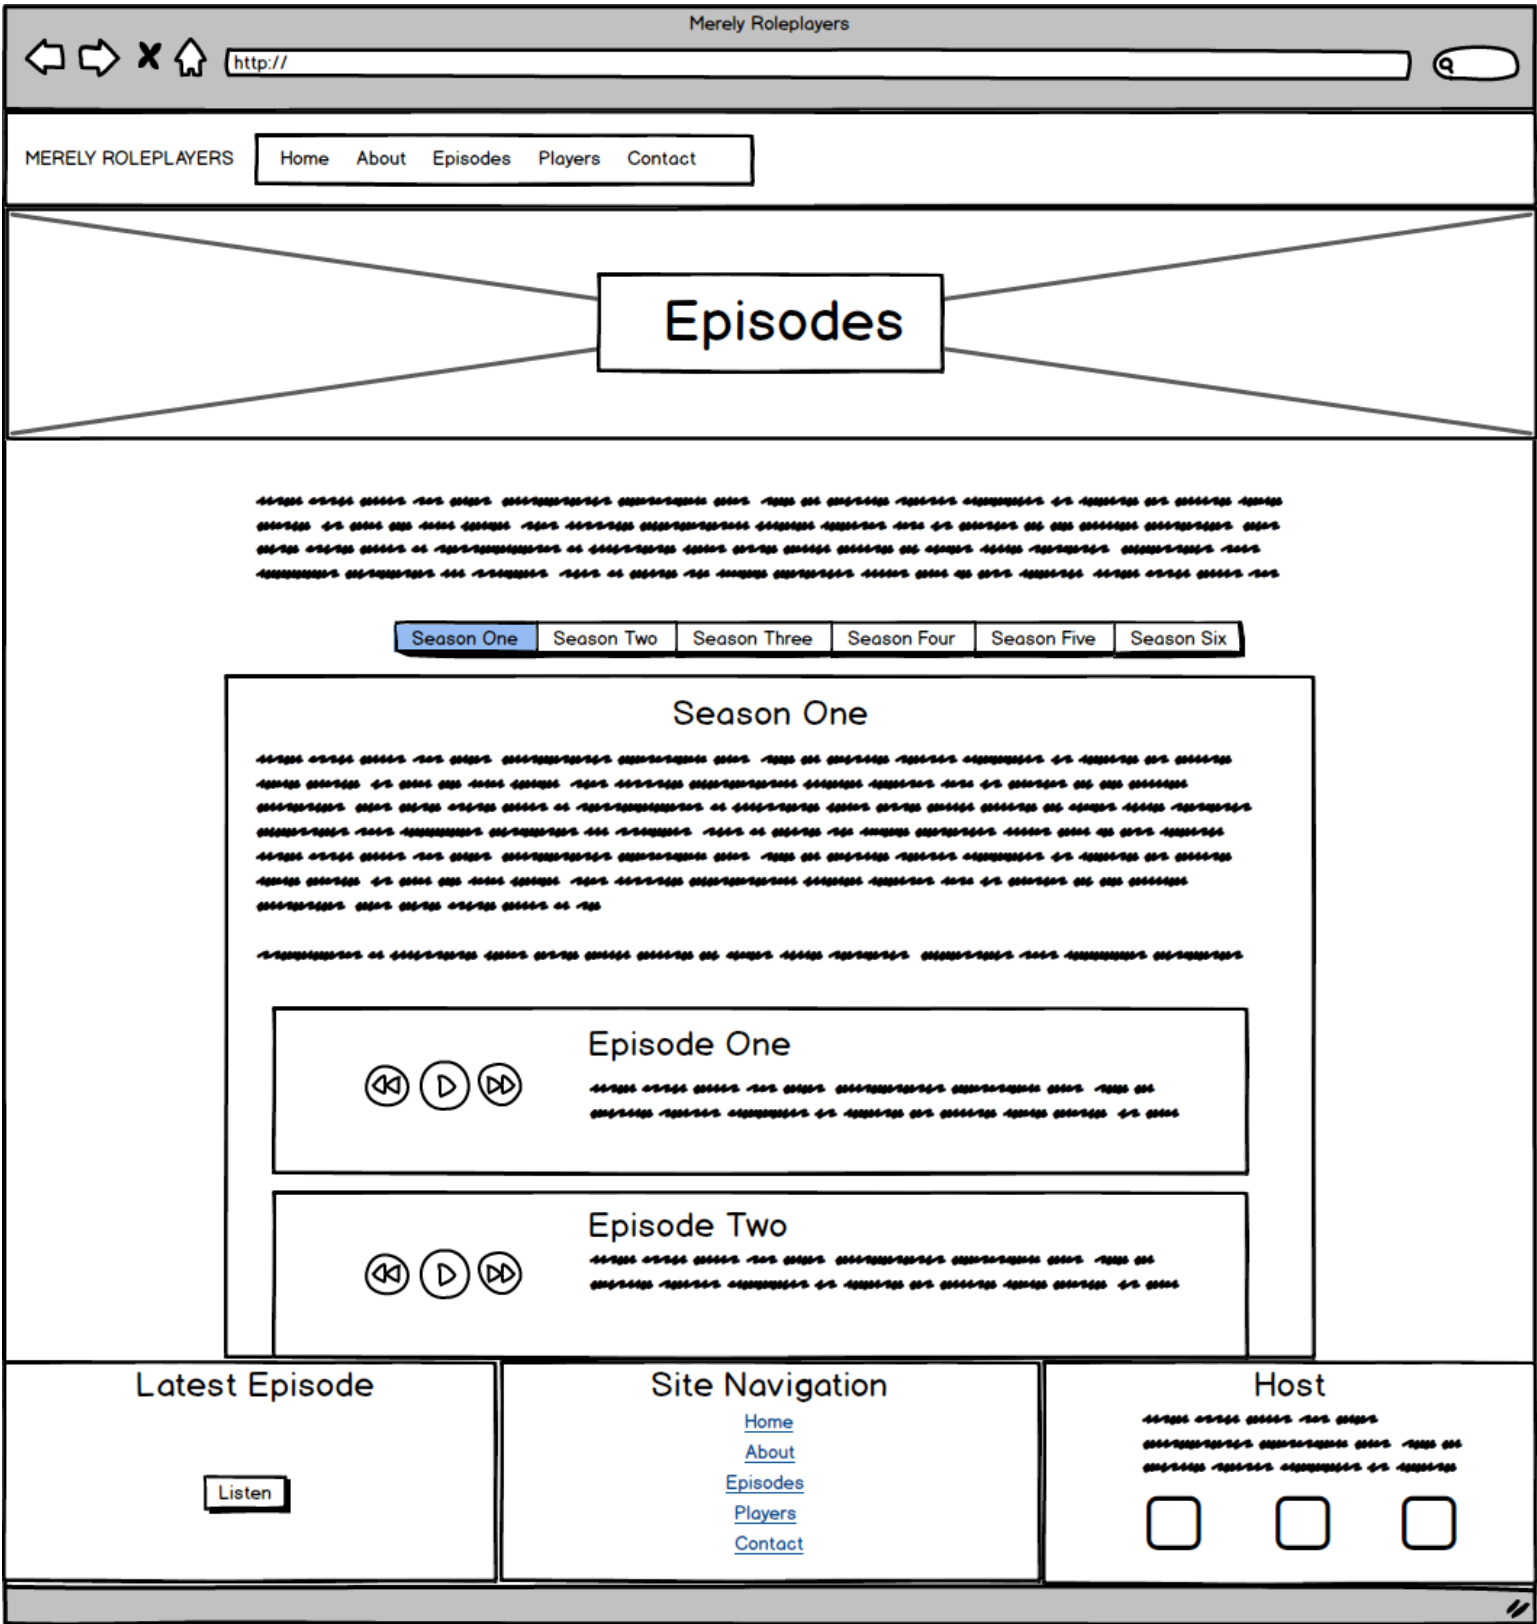 Merely Roleplayers
http://
MERELY ROLEPLAYERS Home About Episodes Players Contact
Episodes
Season One Season Two Season Three Season Four Season Five Season Six
Season One
Episode One
Episode Two
Latest Episode
Listen
Site Navigation
Home
About
Episodes
Players
Contact
Host